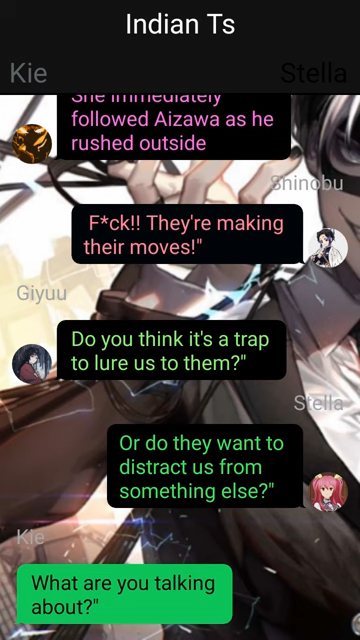 Indian Ts
Kie
Stella
She immediately
followed Aizawa as he
rushed outside
Shinobu
F*ck!! They're making
their moves!"
Giyuu
Do you think it's a trap
to lure us to them?"
Stella
Or do they want to
distract us from
something else?"
Kie
What are you talking
about?"